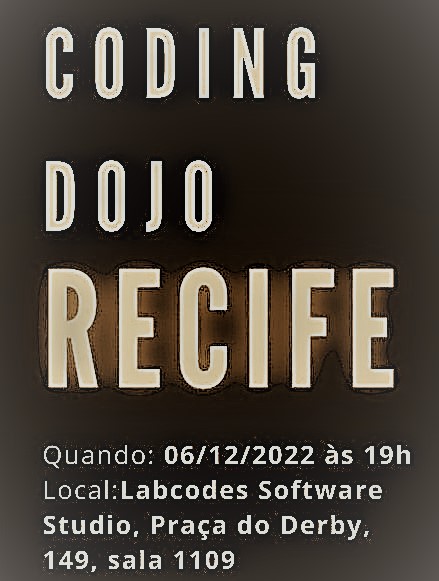 CODING
DOJO
RECIFE
Quando: 06/12/2022 às 19h
Local:Labcodes Software
Studio, Praça do Derby,
149, sala 1109